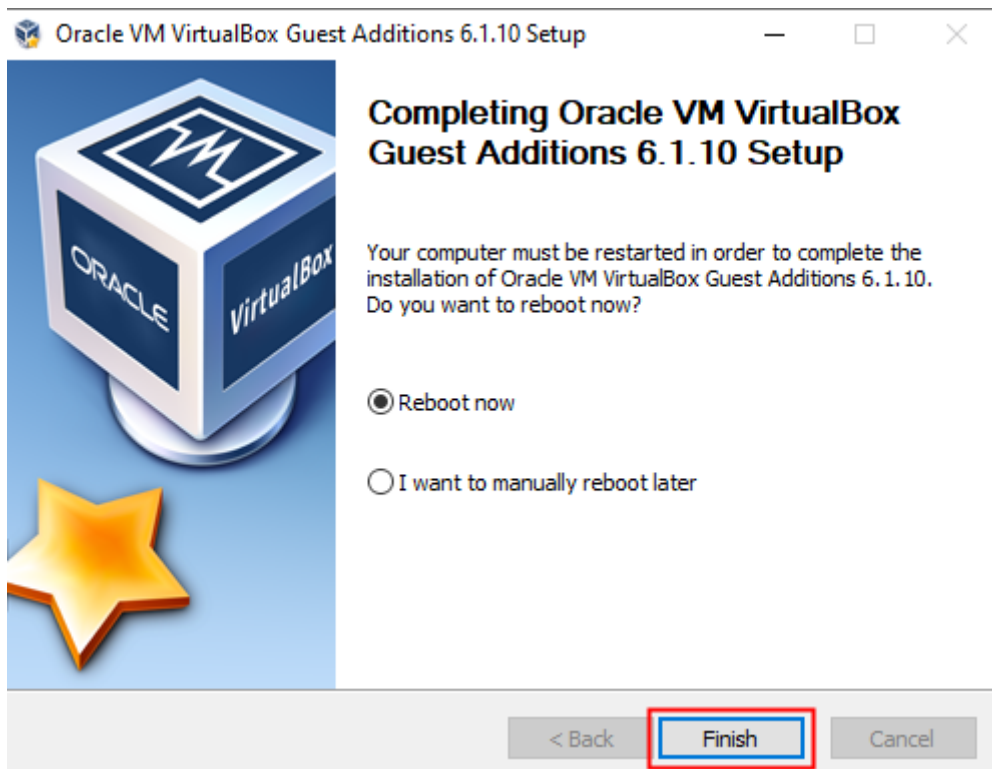 Oracle VM VirtualBox Guest Additions 6.1.10 Setup
Completing Oracle VM VirtualBox
Guest Additions 6.1.10 Setup
Your computer must be restarted in order to complete the
installation of Oracle VM VirtualBox Guest Additions 6.1.10.
Do you want to reboot now?
Reboot now
I want to manually reboot later
ORACLE
VirtualBox
< Back
Finish
Cancel